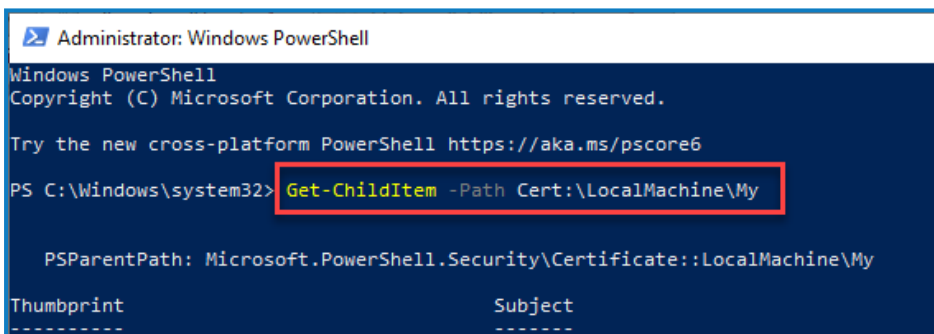 Administrator: Windows PowerShell
Windows PowerShell
Copyright (C) Microsoft Corporation. All rights reserved.
Try the new cross-platform PowerShell https://aka.ms/pscore6
PS C:\Windows\system32> Get-ChildItem -Path Cert:\LocalMachine\My
PSParentPath: Microsoft.PowerShell.Security\Certificate::LocalMachine\My
Thumbprint Subject
---------- -------